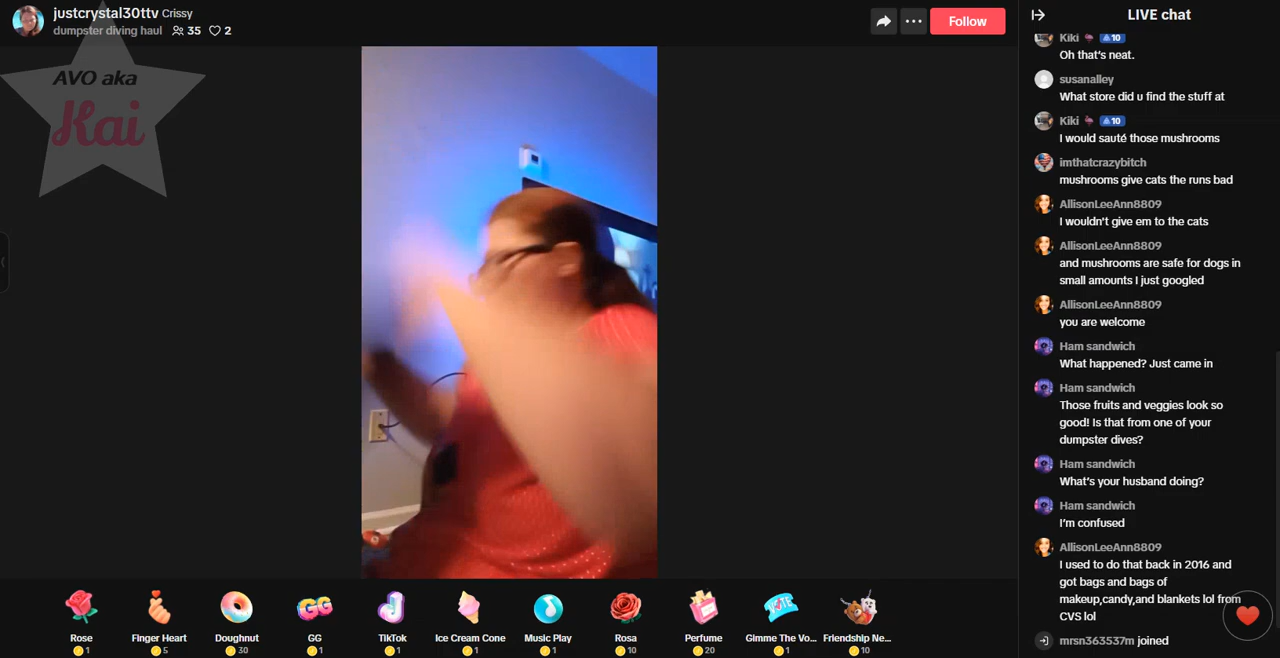 justcrystal30ttv Crissy
dumpster diving haul 35 2
Follow
AVO aka
Kai
LIVE chat
Kiki 10
Oh that's neat.
susanalley
What store did u find the stuff at
Kiki 10
I would sauté those mushrooms
imthatcrazybitch
mushrooms give cats the runs bad
AllisonLeeAnn8809
I wouldn't give em to the cats
AllisonLeeAnn8809
and mushrooms are safe for dogs in
small amounts I just googled
AllisonLeeAnn8809
you are welcome
Ham sandwich
What happened? Just came in
Ham sandwich
Those fruits and veggies look so
good! Is that from one of your
dumpster dives?
Ham sandwich
What's your husband doing?
Ham sandwich
I'm confused
AllisonLeeAnn8809
I used to do that back in 2016 and
got bags and bags of
makeup,candy,and blankets lol from
CVS lol
mrsn363537m joined
GG
VOTE
Rose Finger Heart Doughnut GG TikTok Ice Cream Cone Music Play Rosa Perfume GImme The Vo... Friendship Ne...
1 5 30 1 1 1 1 10 20 1 10